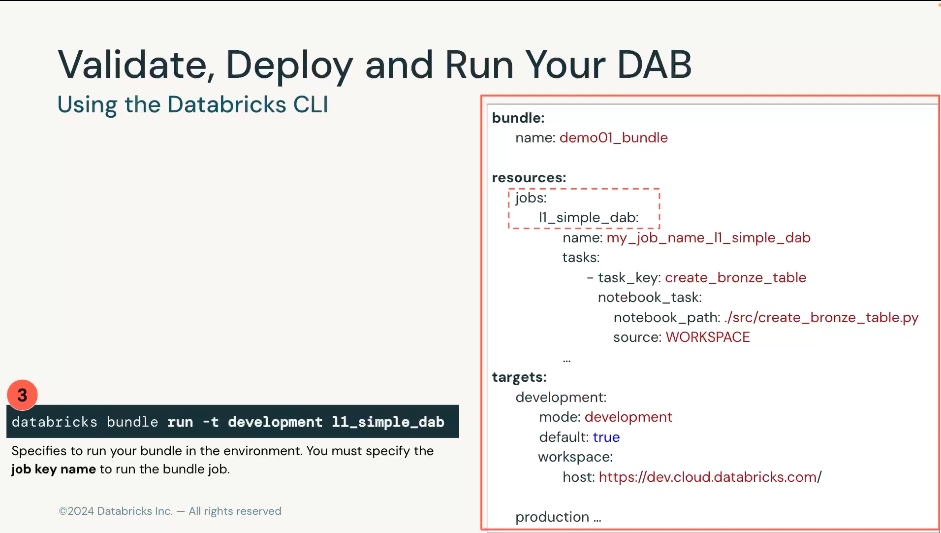 Validate, Deploy and Run Your DAB
Using the Databricks CLI
bundle:
name: demo01_bundle
resources:
jobs:
l1_simple_dab:
name: my_job_name_l1_simple_dab
tasks:
- task_key: create_bronze_table
notebook_task:
notebook_path: ./src/create_bronze_table.py
source: WORKSPACE
...
targets:
development:
mode: development
default: true
workspace:
host: https://dev.cloud.databricks.com/
production ...
3
databricks bundle run -t development l1_simple_dab
Specifies to run your bundle in the environment. You must specify the
job key name to run the bundle job.
©2024 Databricks Inc. — All rights reserved